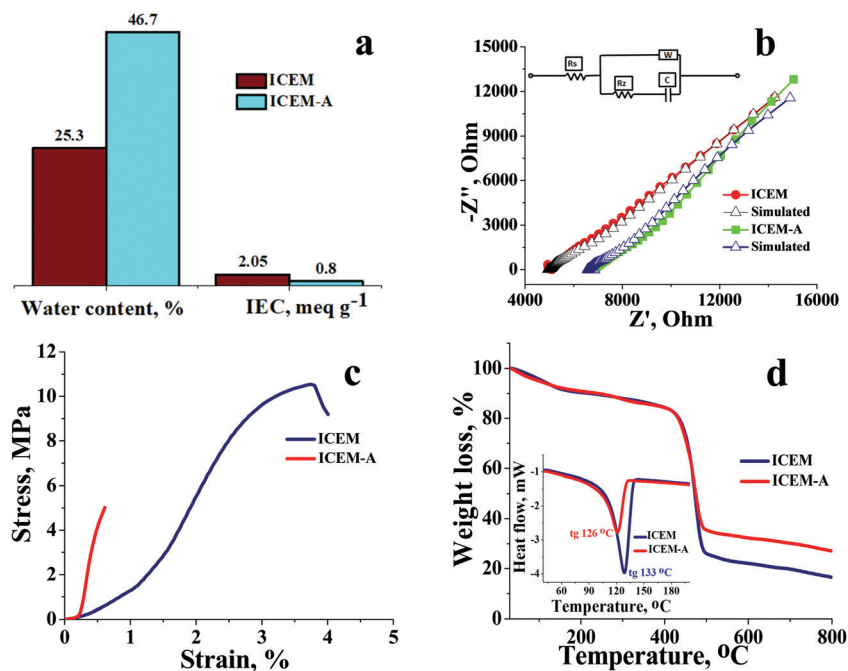 a
46.7
ICEM
ICEM-A
25.3
2.05
0.8
Water content, %
IEC, meq g-1
b
15000
12000
9000
6000
3000
0
-Z", Ohm
Rs
W
Rz
C
ICEM
Simulated
ICEM-A
Simulated
4000
8000
12000
16000
Z', Ohm
c
12
10
8
6
4
2
0
Stress, MPa
ICEM
ICEM-A
0
1
2
3
4
5
Strain, %
d
100
80
60
40
20
0
Weight loss, %
ICEM
ICEM-A
-1
-2
-3
-4
Heat flow, mW
tg 126 oC
ICEM
ICEM-A
tg 133 oC
60
90
120
150
180
Temperature, oC
200
400
600
800
Temperature, oC